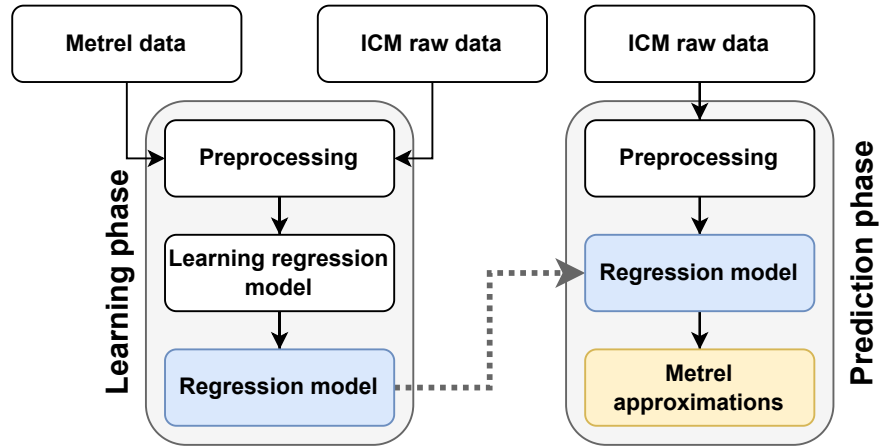 Metrel data
ICM raw data
Learning phase
Preprocessing
Learning regression
model
Regression model
ICM raw data
Prediction phase
Preprocessing
Regression model
Metrel
approximations